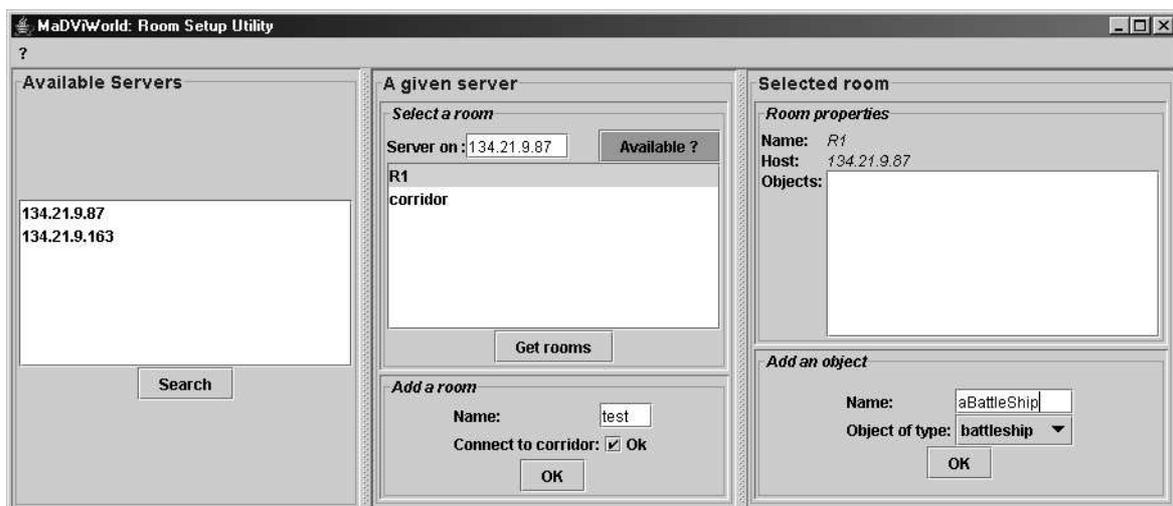 MaDViWorld: Room Setup Utility
?
Available Servers
134.21.9.87
134.21.9.163
Search
A given server
Select a room
Server on : 134.21.9.87 Available ?
R1
corridor
Get rooms
Add a room
Name: test
Connect to corridor: Ok
OK
Selected room
Room properties
Name: R1
Host: 134.21.9.87
Objects:
Add an object
Name: aBattleShip
Object of type: battleship
OK